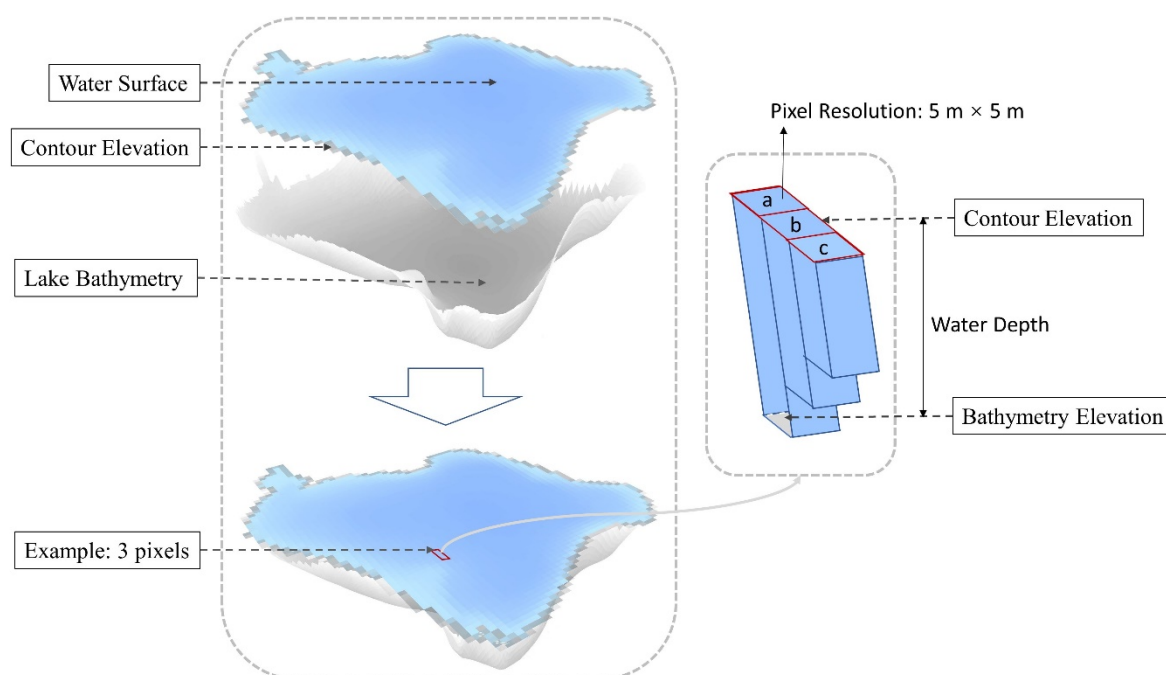 Water Surface
Contour Elevation
Lake Bathymetry
Example: 3 pixels
Pixel Resolution: 5 m × 5 m
a
b
c
Contour Elevation
Water Depth
Bathymetry Elevation